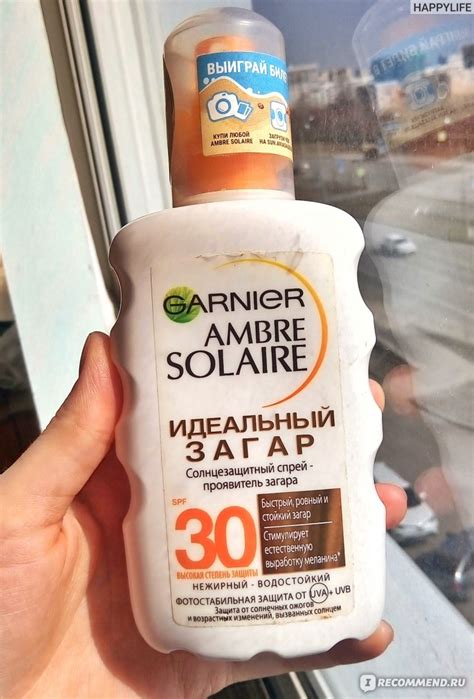 HAPPYLIFE
ВЫИГРАЙ БИЛЕ
КУПИ ЛЮБОЙ
AMBRE SOLAIRE
GARNIER
AMBRE
SOLAIRE
ИДЕАЛЬНЫЙ
ЗАГАР
Солнцезащитный спрей -
проявитель загара
SPF
30
ВЫСОКАЯ СТЕПЕНЬ ЗАЩИТЫ
Быстрый, ровный и
стойкий загар
Стимулирует
естественную
выработку меланина*
НЕЖИРНЫЙ - ВОДОСТОЙКИЙ
ФОТОСТАБИЛЬНАЯ ЗАЩИТА ОТ UVA + UVB
Защита от солнечных ожогов
и возрастных изменений, вызванных солнцем
I RECOMMEND.RU